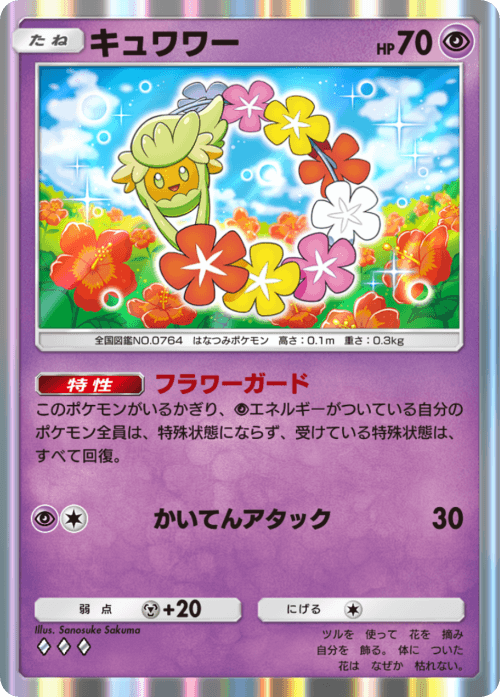 たね キュワワー HP70
全国図鑑NO.0764 はなつみポケモン 高さ:0.1m 重さ:0.3kg
特性 フラワーガード
このポケモンがいるかぎり、エネルギーがついている自分の
ポケモン全員は、特殊状態にならず、受けている特殊状態は、
すべて回復。
かいてんアタック 30
弱点 +20 にげる
Illus. Sanosuke Sakuma
ツルを 使って 花を 摘み
自分を 飾る。体に ついた
花は なぜか 枯れない。